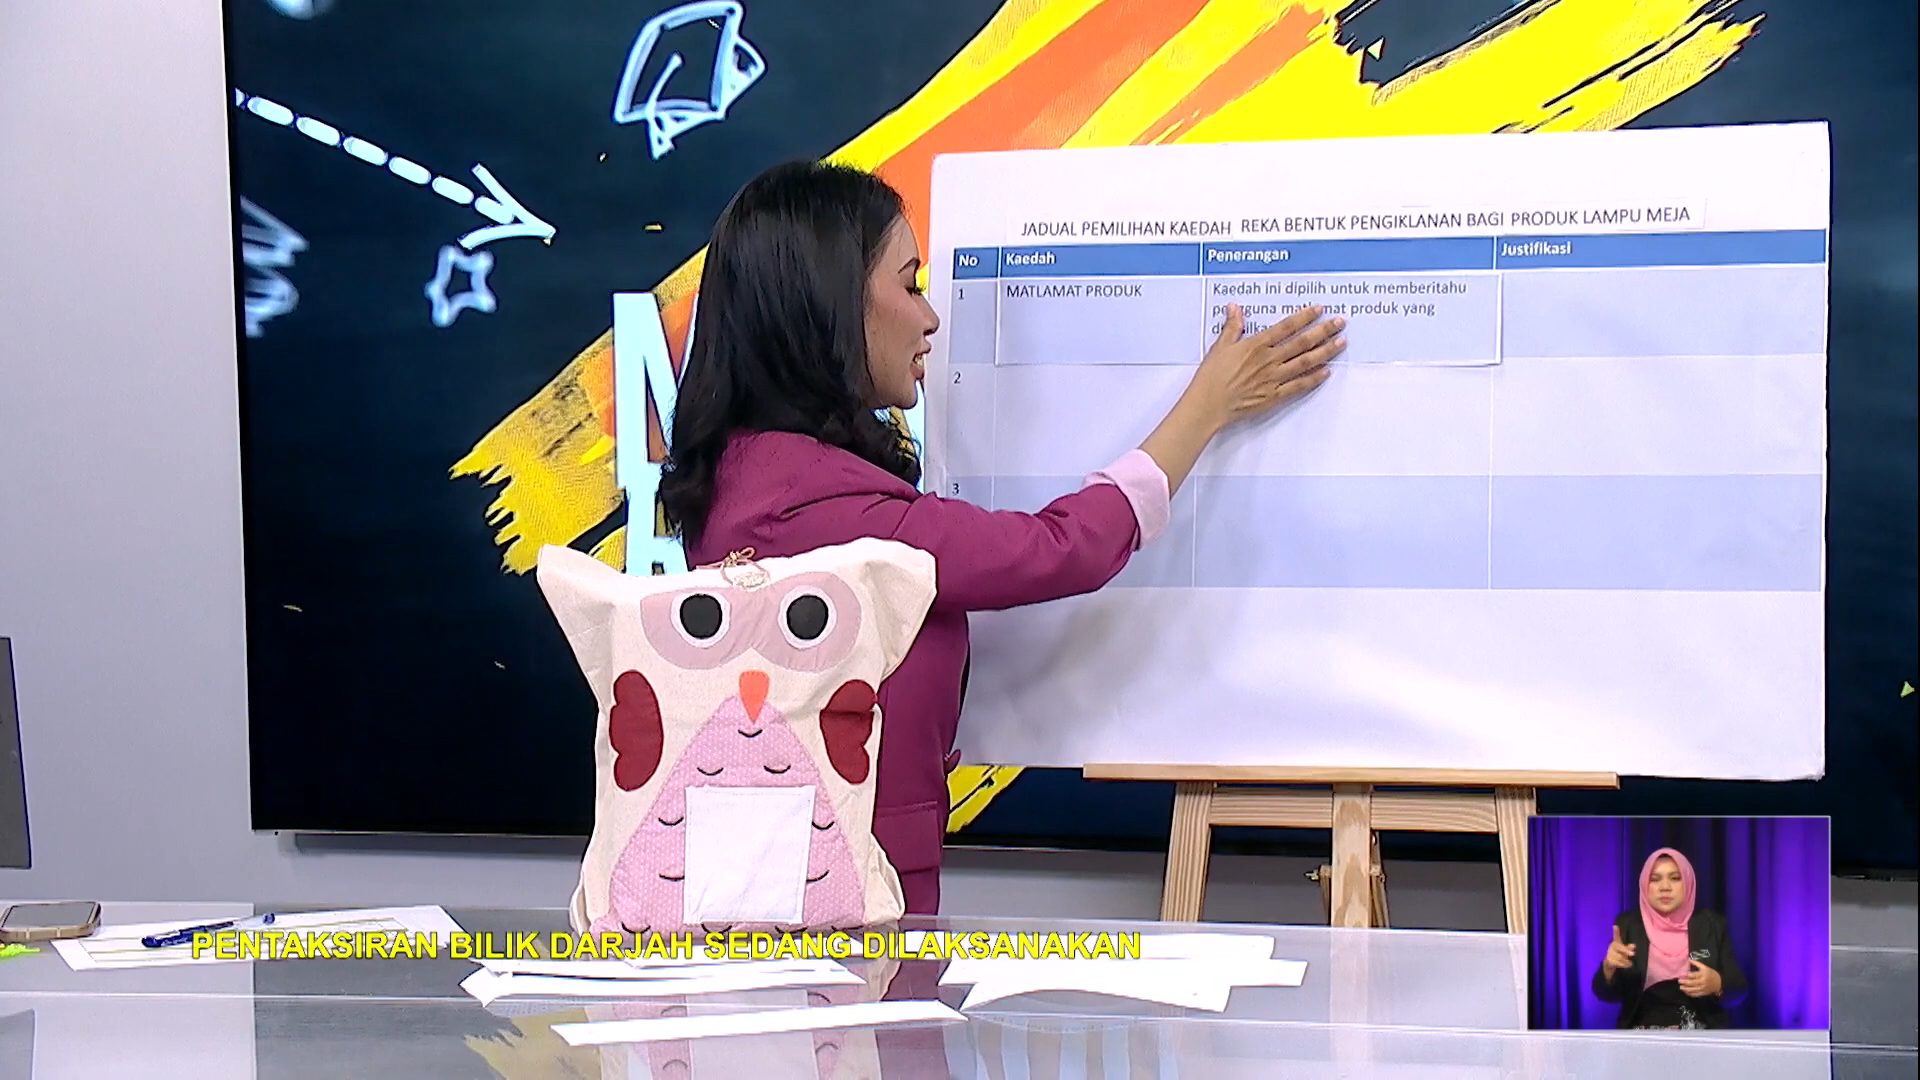 JADUAL PEMILIHAN KAEDAH REKA BENTUK PENGIKLANAN BAGI PRODUK LAMPU MEJA
No Kaedah Penerangan Justifikasi
1 MATLAMAT PRODUK Kaedah ini dipilih untuk memberitahu
produk yang
2
3
PENTAKSIRAN BILIK DARJAH SEDANG DILAKSANAKAN